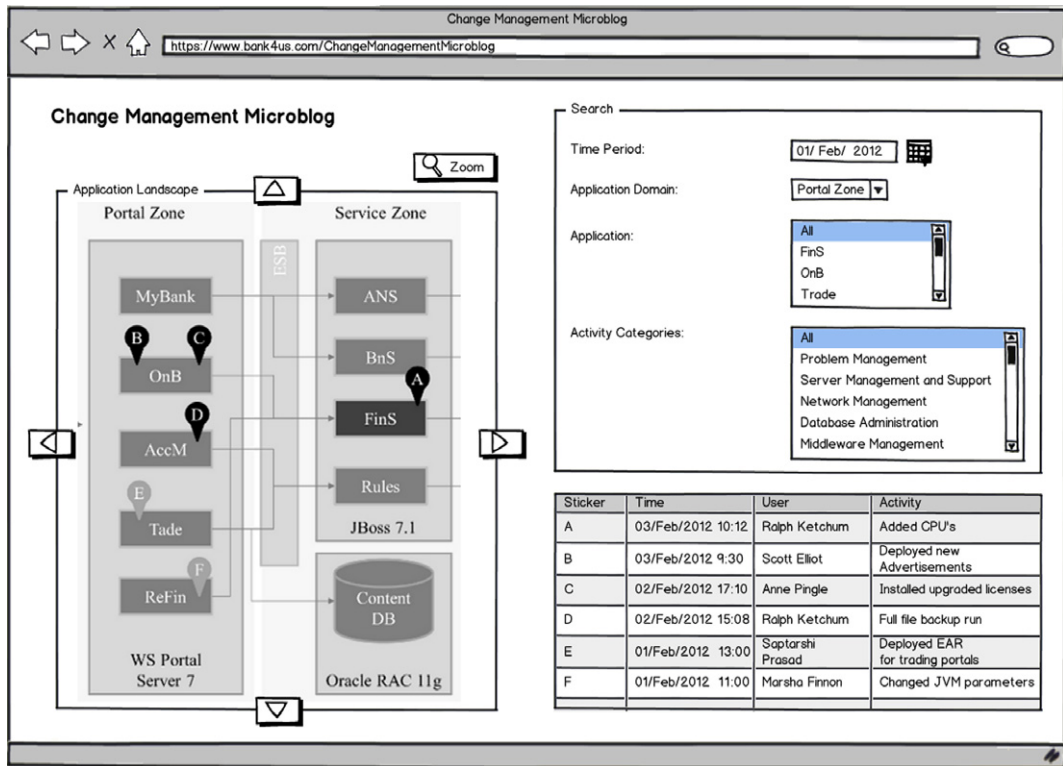 Change Management Microblog
X
https://www.bank4us.com/ChangeManagementMicroblog
Change Management Microblog
Zoom
Application Landscape
Portal Zone
Service Zone
ESB
MyBank
ANS
B
C
BnS
OnB
A
D
FinS
AccM
E
Rules
Tade
JBoss 7.1
F
ReFin
Content
DB
WS Portal
Server 7
Oracle RAC 11g
Search
Time Period:
01/ Feb/ 2012
Application Domain:
Portal Zone
Application:
All
FinS
OnB
Trade
Activity Categories:
All
Problem Management
Server Management and Support
Network Management
Database Administration
Middleware Management
Sticker Time User Activity
A 03/Feb/2012 10:12 Ralph Ketchum Added CPU's
B 03/Feb/2012 9:30 Scott Elliot Deployed new
Advertisements
C 02/Feb/2012 17:10 Anne Pingle Installed upgraded licenses
D 02/Feb/2012 15:08 Ralph Ketchum Full file backup run
E 01/Feb/2012 13:00 Saptarshi
Prasad Deployed EAR
for trading portals
F 01/Feb/2012 11:00 Marsha Finnon Changed JVM parameters